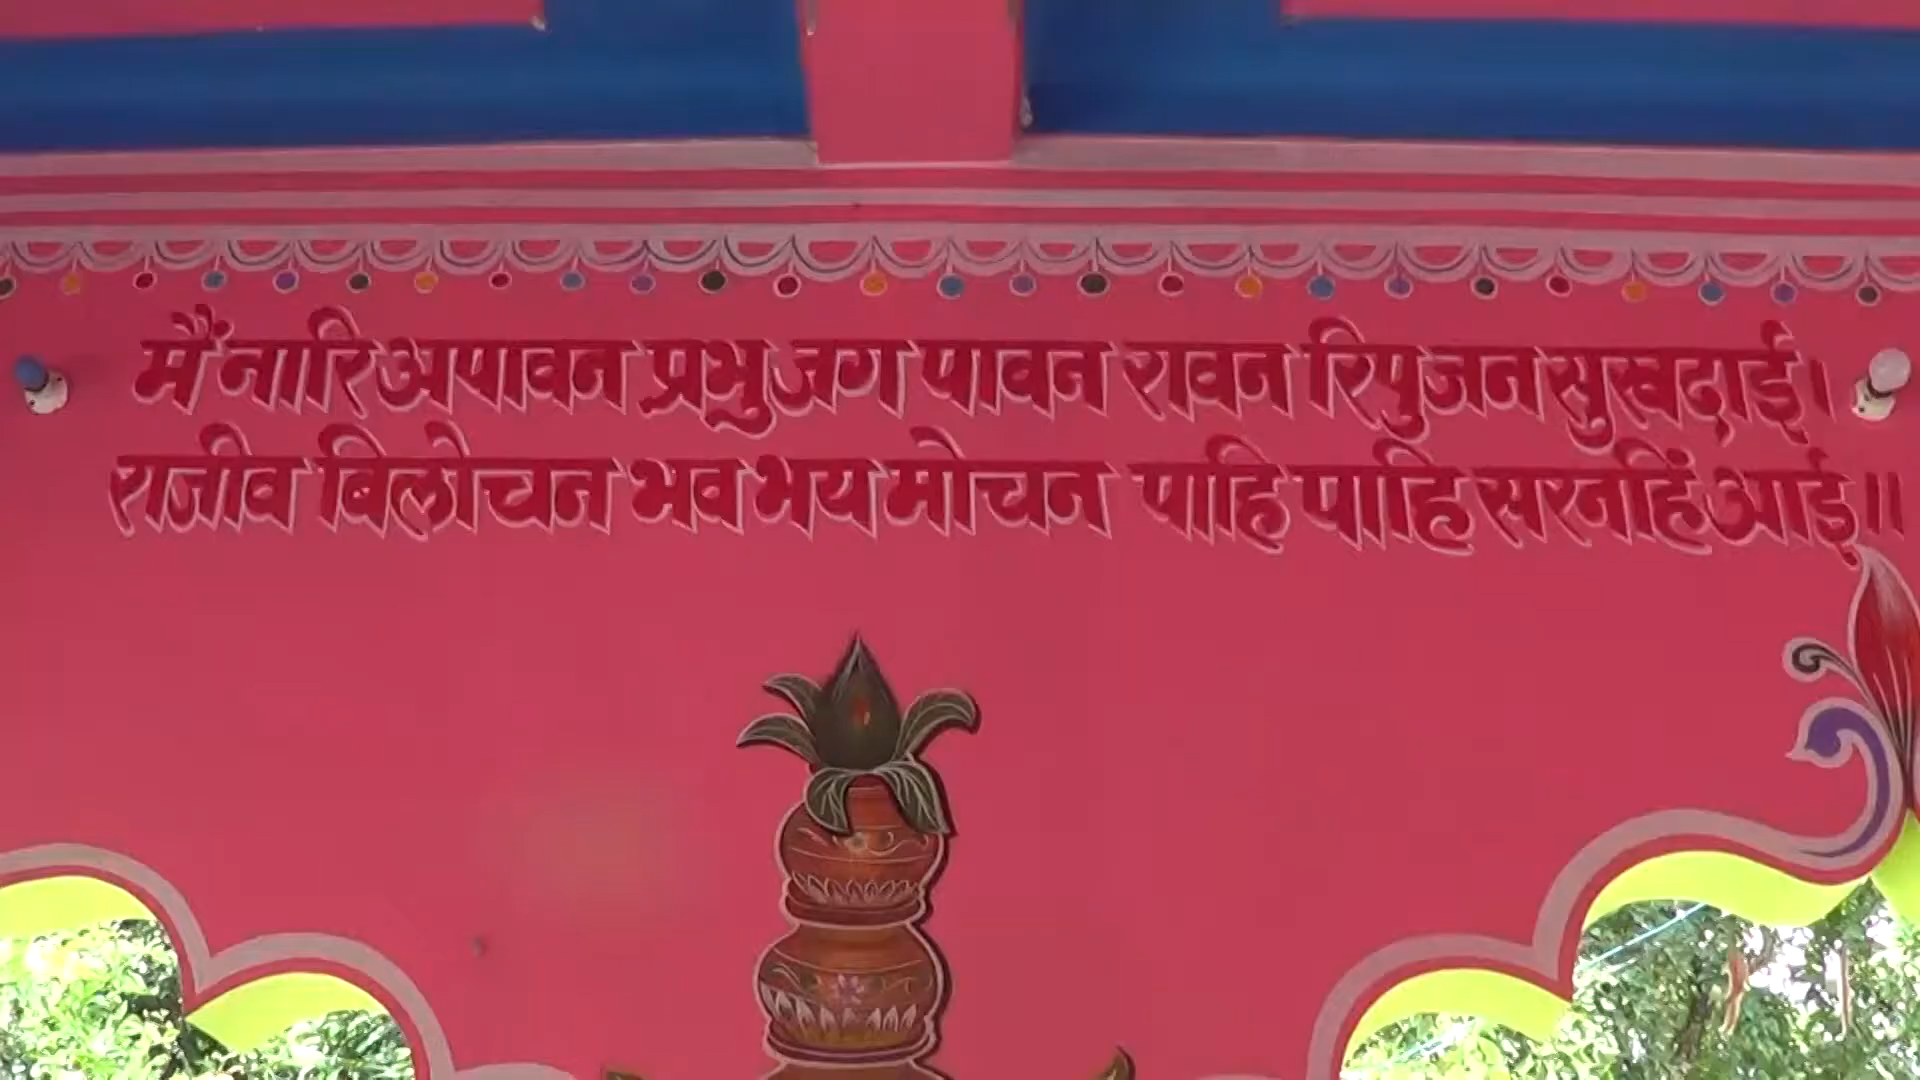 मैं नारि अपावन प्रभु जग पावन रावन रिपु जन सुखदाई।
राजीव बिलोचन भव भय मोचन पाहि पाहि सरनहिं आई॥